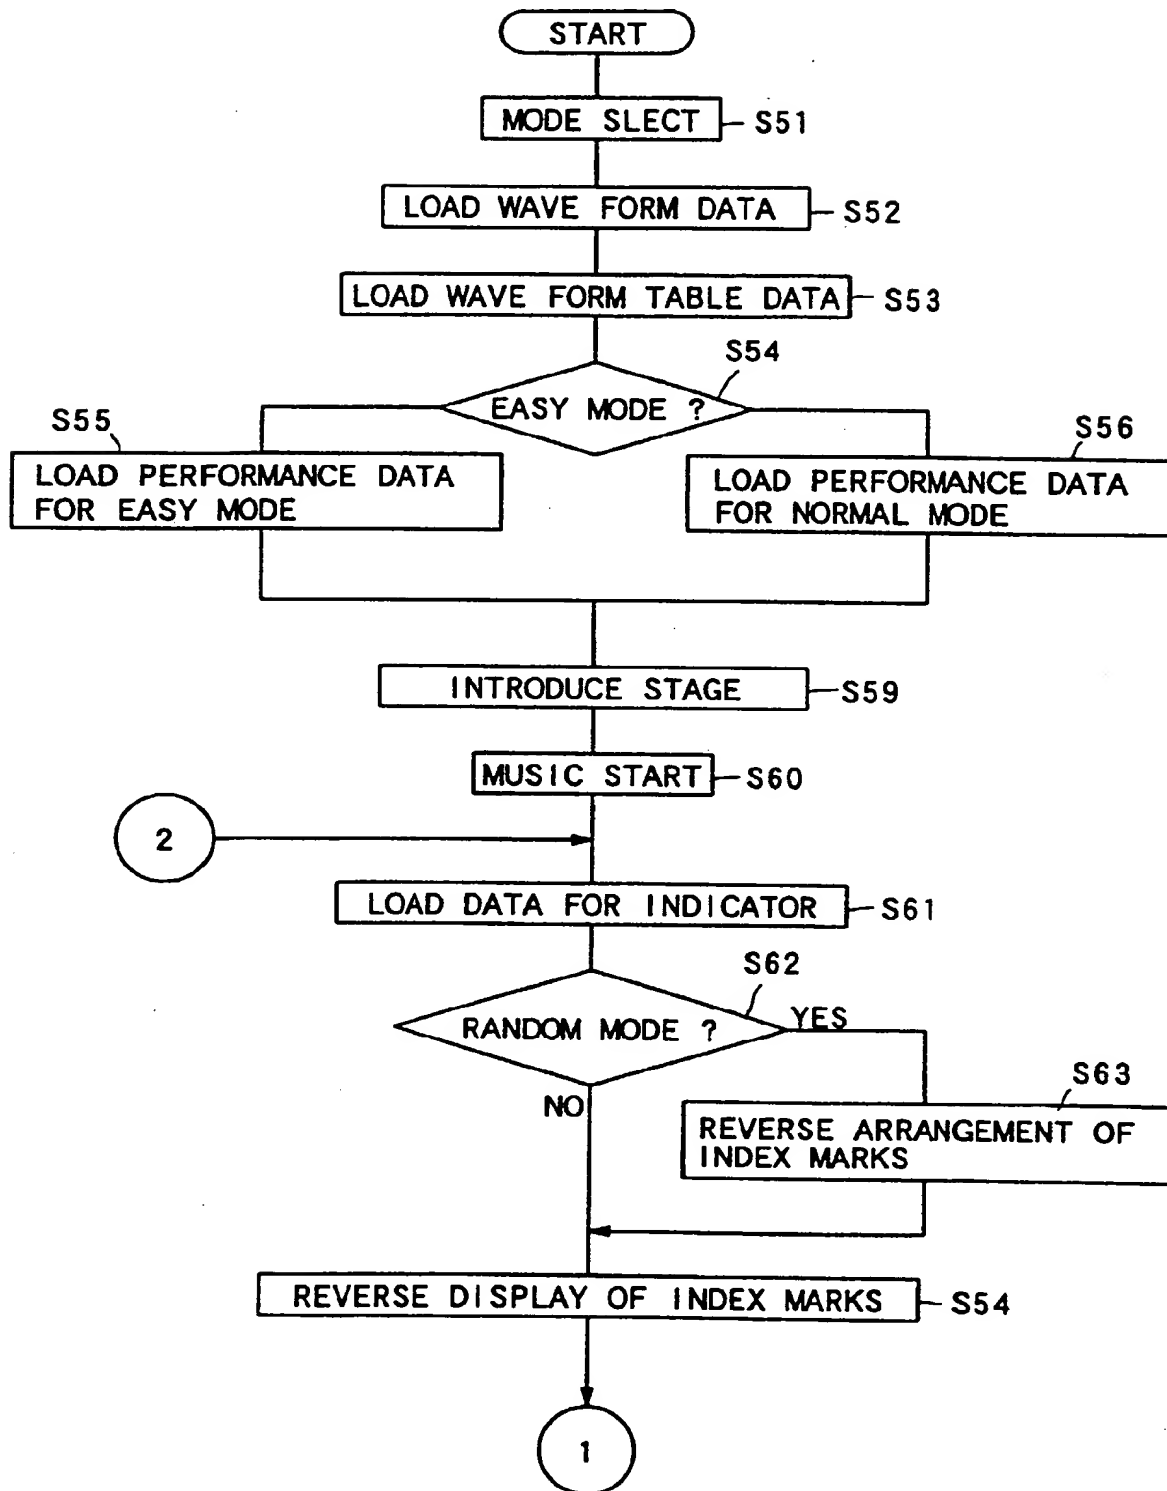 START
MODE SLECT
S51
LOAD WAVE FORM DATA
S52
LOAD WAVE FORM TABLE DATA
S53
S54
EASY MODE ?
S55
LOAD PERFORMANCE DATA
FOR EASY MODE
S56
LOAD PERFORMANCE DATA
FOR NORMAL MODE
INTRODUCE STAGE
S59
MUSIC START
S60
2
LOAD DATA FOR INDICATOR
S61
S62
RANDOM MODE ?
YES
NO
S63
REVERSE ARRANGEMENT OF
INDEX MARKS
REVERSE DISPLAY OF INDEX MARKS
S54
1